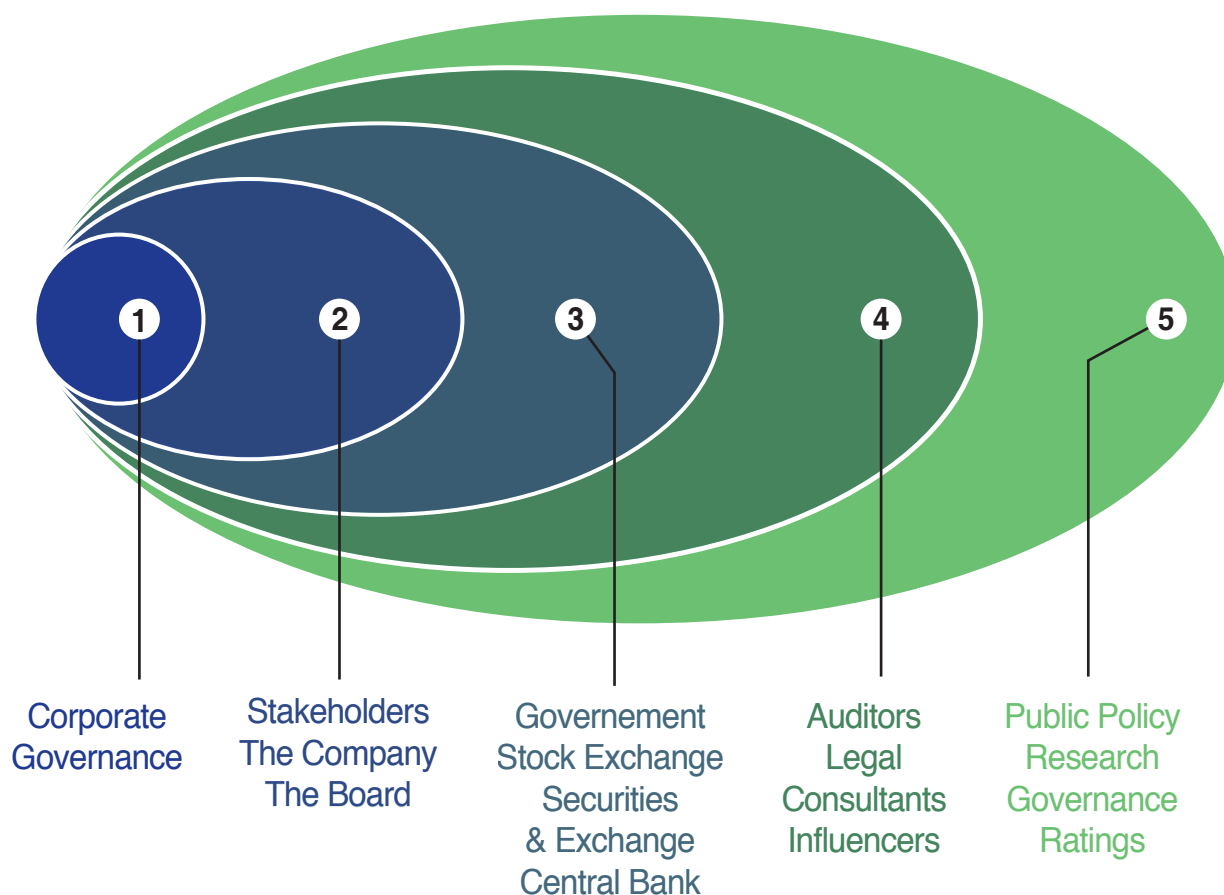 1
2
3
4
5
Corporate
Governance
Stakeholders
The Company
The Board
Governement
Stock Exchange
Securities
& Exchange
Central Bank
Auditors
Legal
Consultants
Influencers
Public Policy
Research
Governance
Ratings